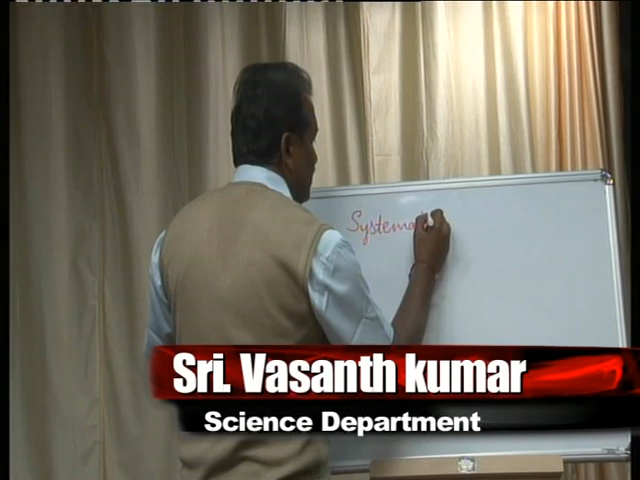 Systema
Sri. Vasanth kumar
Science Department